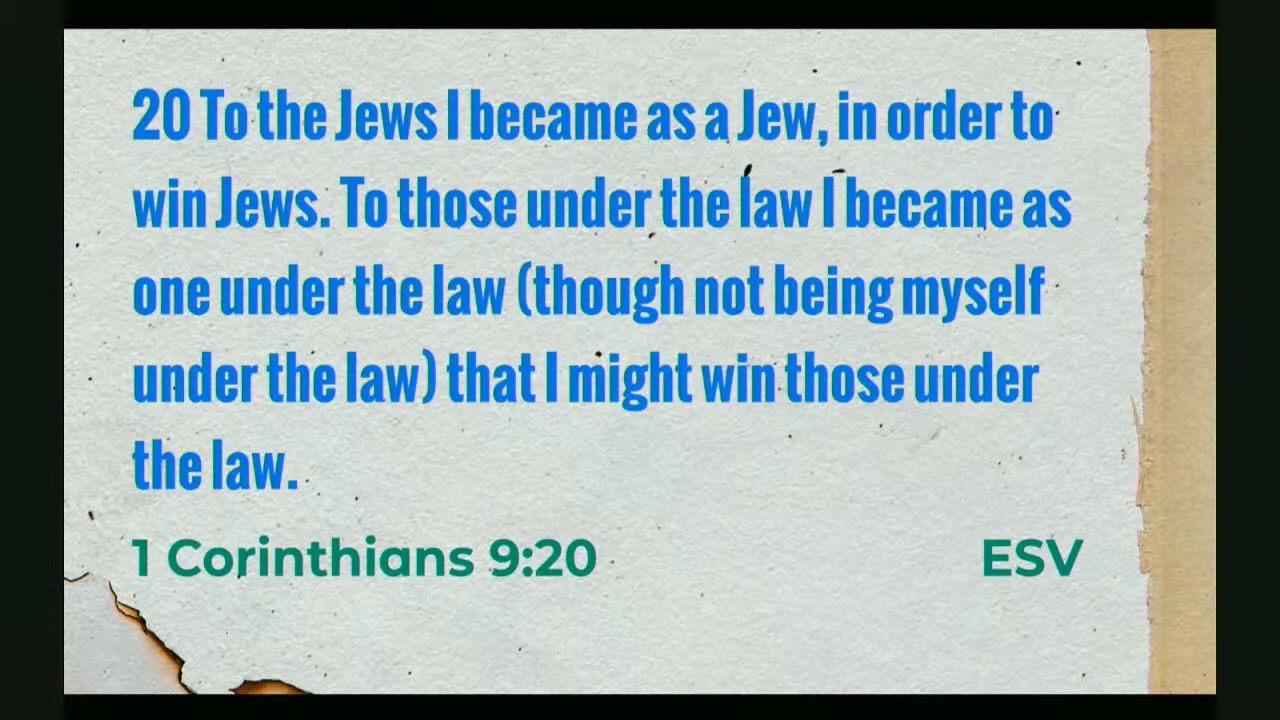 20 To the Jews I became as a Jew, in order to
win Jews. To those under the law I became as
one under the law (though not being myself
under the law) that I might win those under
the law.
1 Corinthians 9:20 ESV